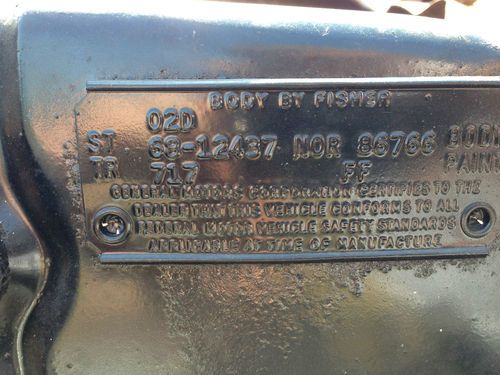 BODY BY FISHER
02D
ST 68-12437 NOR 86766 BODY
TR 717 FF PAINT
GENERAL MOTORS CORPORATION CERTIFIES TO THE
DEALER THAT THIS VEHICLE CONFORMS TO ALL
FEDERAL MOTOR VEHICLE SAFETY STANDARDS
APPLICABLE AT TIME OF MANUFACTURE